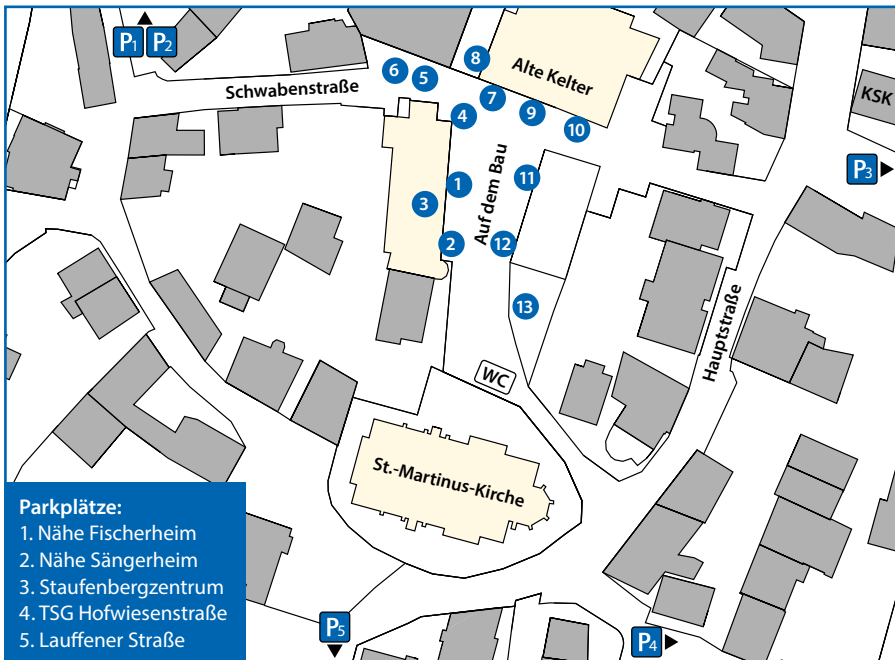 P1 P2
Schwabenstraße
6
5
8
Alte Kelter
7
4
9
10
KSK
P3
1
3
2
Auf dem Bau
11
12
13
Hauptstraße
WC
St.-Martinus-Kirche
Parkplätze:
1. Nähe Fischerheim
2. Nähe Sängerheim
3. Staufenbergzentrum
4. TSG Hofwiesenstraße
5. Lauffener Straße
P5
P4